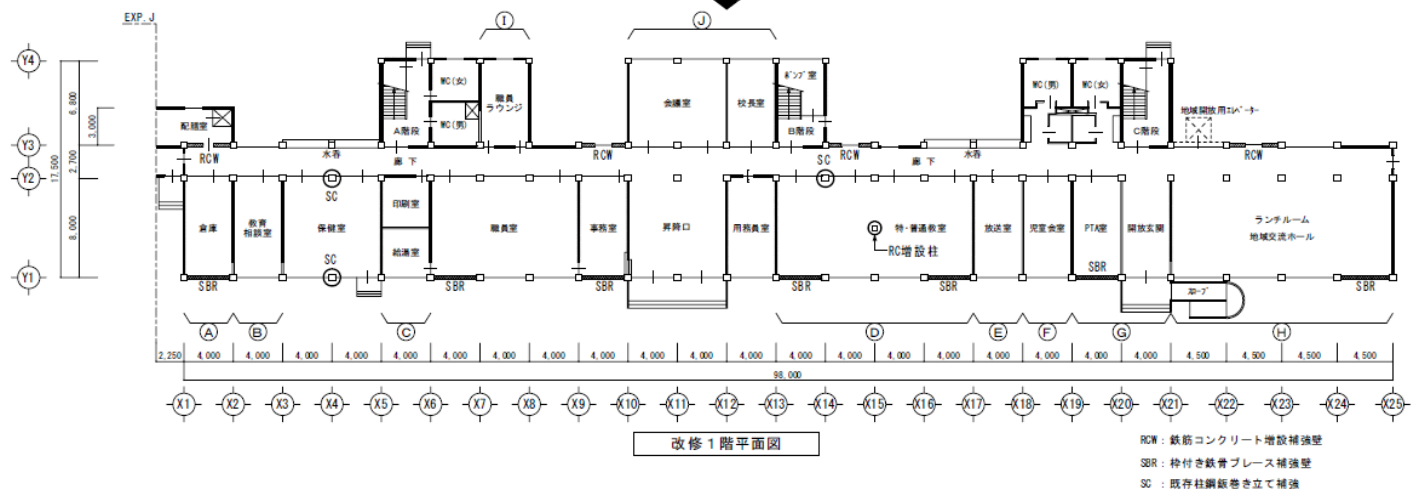 EXP.J
Ⓘ
Ⓙ
Y4
Y3
Y2
Y1
17,500
6,800
3,000
2,700
8,000
配膳室
RCW
水呑
A階段
WC(女)
WC(男)
職員
ラウンジ
RCW
会議室
校長室
ポンプ室
B階段
SC
RCW
水呑
WC(男)
WC(女)
C階段
地域開放用エレベーター
RCW
廊下
廊下
SC
倉庫
教育
相談室
保健室
印刷室
給湯室
職員室
事務室
昇降口
用務員室
特・普通教室
RC増設柱
放送室
児童会室
PTA室
開放玄関
ランチルーム
地域交流ホール
SC
SBR
SBR
SBR
SBR
SBR
SBR
スロープ
SBR
Ⓐ
Ⓑ
Ⓒ
Ⓓ
Ⓔ
Ⓕ
Ⓖ
Ⓗ
2,250 4,000 4,000 4,000 4,000 4,000 4,000 4,000 4,000 4,000 4,000 4,000 4,000 4,000 4,000 4,000 4,000 4,000 4,000 4,000 4,000 4,500 4,500 4,500 4,500
98,000
X1 X2 X3 X4 X5 X6 X7 X8 X9 X10 X11 X12 X13 X14 X15 X16 X17 X18 X19 X20 X21 X22 X23 X24 X25
改修1階平面図
RCW：鉄筋コンクリート増設補強壁
SBR：枠付き鉄骨ブレース補強壁
SC：既存柱鋼鈑巻き立て補強